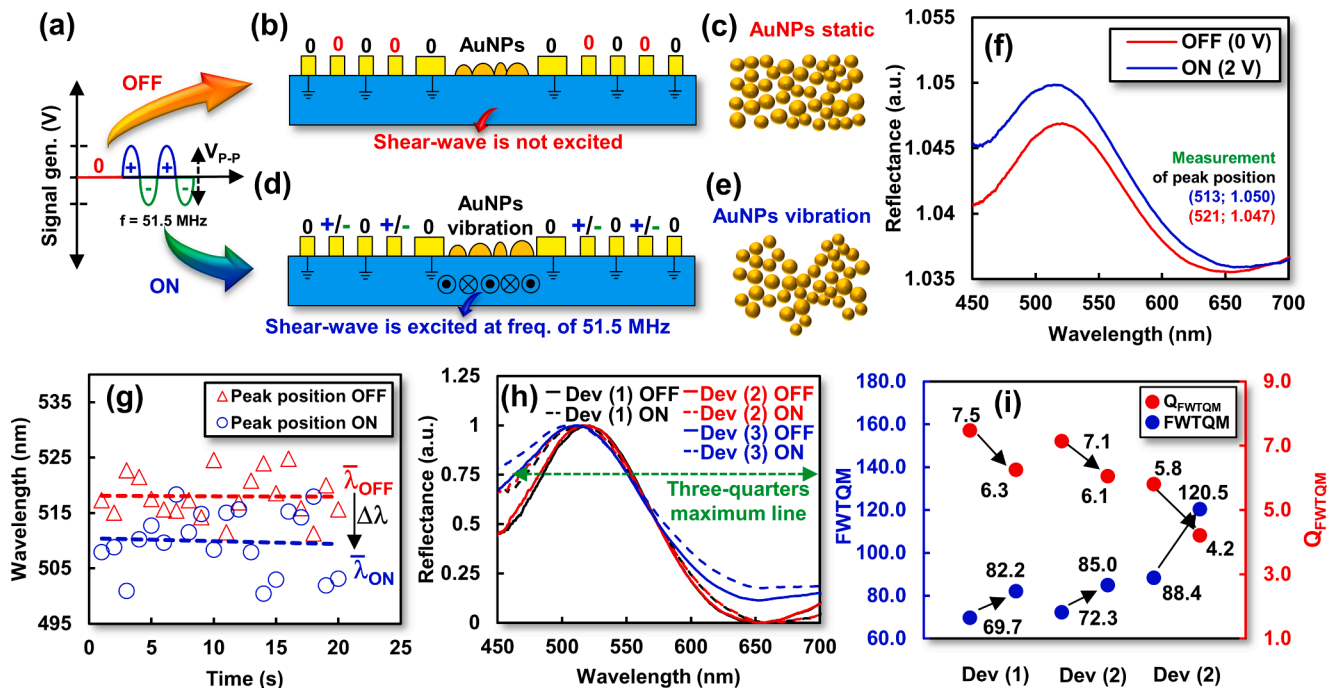 (a)
Signal gen. (V)
OFF
0
+ +
- -
V_P-P
f = 51.5 MHz
ON
(b)
0 0 0 0 0 AuNPs 0 0 0 0 0
Shear-wave is not excited
(c)
AuNPs static
(d)
AuNPs
0 +/- 0 +/- 0 vibration 0 +/- 0 +/- 0
Shear-wave is excited at freq. of 51.5 MHz
(e)
AuNPs vibration
(f)
OFF (0 V)
ON (2 V)
Measurement
of peak position
(513; 1.050)
(521; 1.047)
Reflectance (a.u.)
1.055
1.05
1.045
1.04
1.035
450 500 550 600 650 700
Wavelength (nm)
(g)
Peak position OFF
Peak position ON
λ̅_OFF
Δλ
λ̅_ON
Wavelength (nm)
535
525
515
505
495
0 5 10 15 20 25
Time (s)
(h)
Dev (1) OFF
Dev (1) ON
Dev (2) OFF
Dev (2) ON
Dev (3) OFF
Dev (3) ON
Three-quarters
maximum line
Reflectance (a.u.)
1.25
1
0.75
0.5
0.25
0
450 500 550 600 650 700
Wavelength (nm)
(i)
Q_FWTQM
FWTQM
FWTQM
180.0
160.0
140.0
120.0
100.0
80.0
60.0
7.5
6.3
7.1
6.1
5.8
4.2
69.7
82.2
72.3
85.0
88.4
120.5
9.0
7.0
5.0
3.0
1.0
Q_FWTQM
Dev (1) Dev (2) Dev (2)